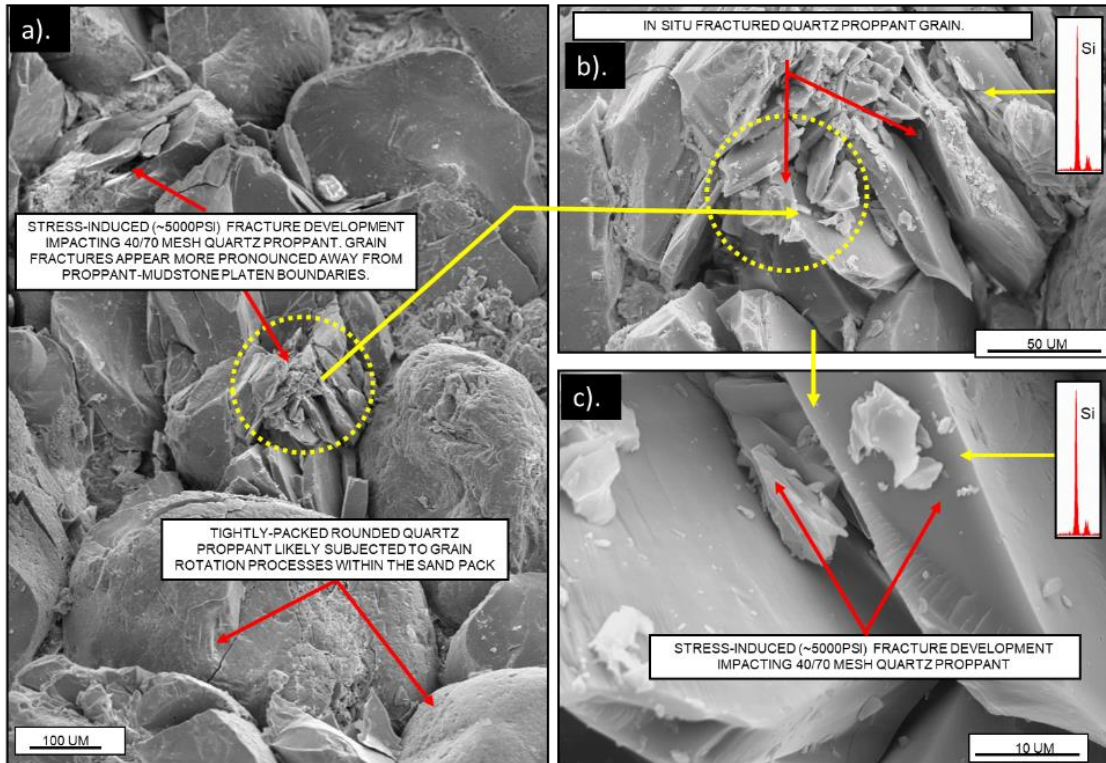 a).
STRESS-INDUCED (~5000PSI) FRACTURE DEVELOPMENT
IMPACTING 40/70 MESH QUARTZ PROPPANT. GRAIN
FRACTURES APPEAR MORE PRONOUNCED AWAY FROM
PROPPANT-MUDSTONE PLATEN BOUNDARIES.
TIGHTLY-PACKED ROUNDED QUARTZ
PROPPANT LIKELY SUBJECTED TO GRAIN
ROTATION PROCESSES WITHIN THE SAND PACK
100 UM
IN SITU FRACTURED QUARTZ PROPPANT GRAIN.
b).
Si
50 UM
c).
Si
STRESS-INDUCED (~5000PSI) FRACTURE DEVELOPMENT
IMPACTING 40/70 MESH QUARTZ PROPPANT
10 UM